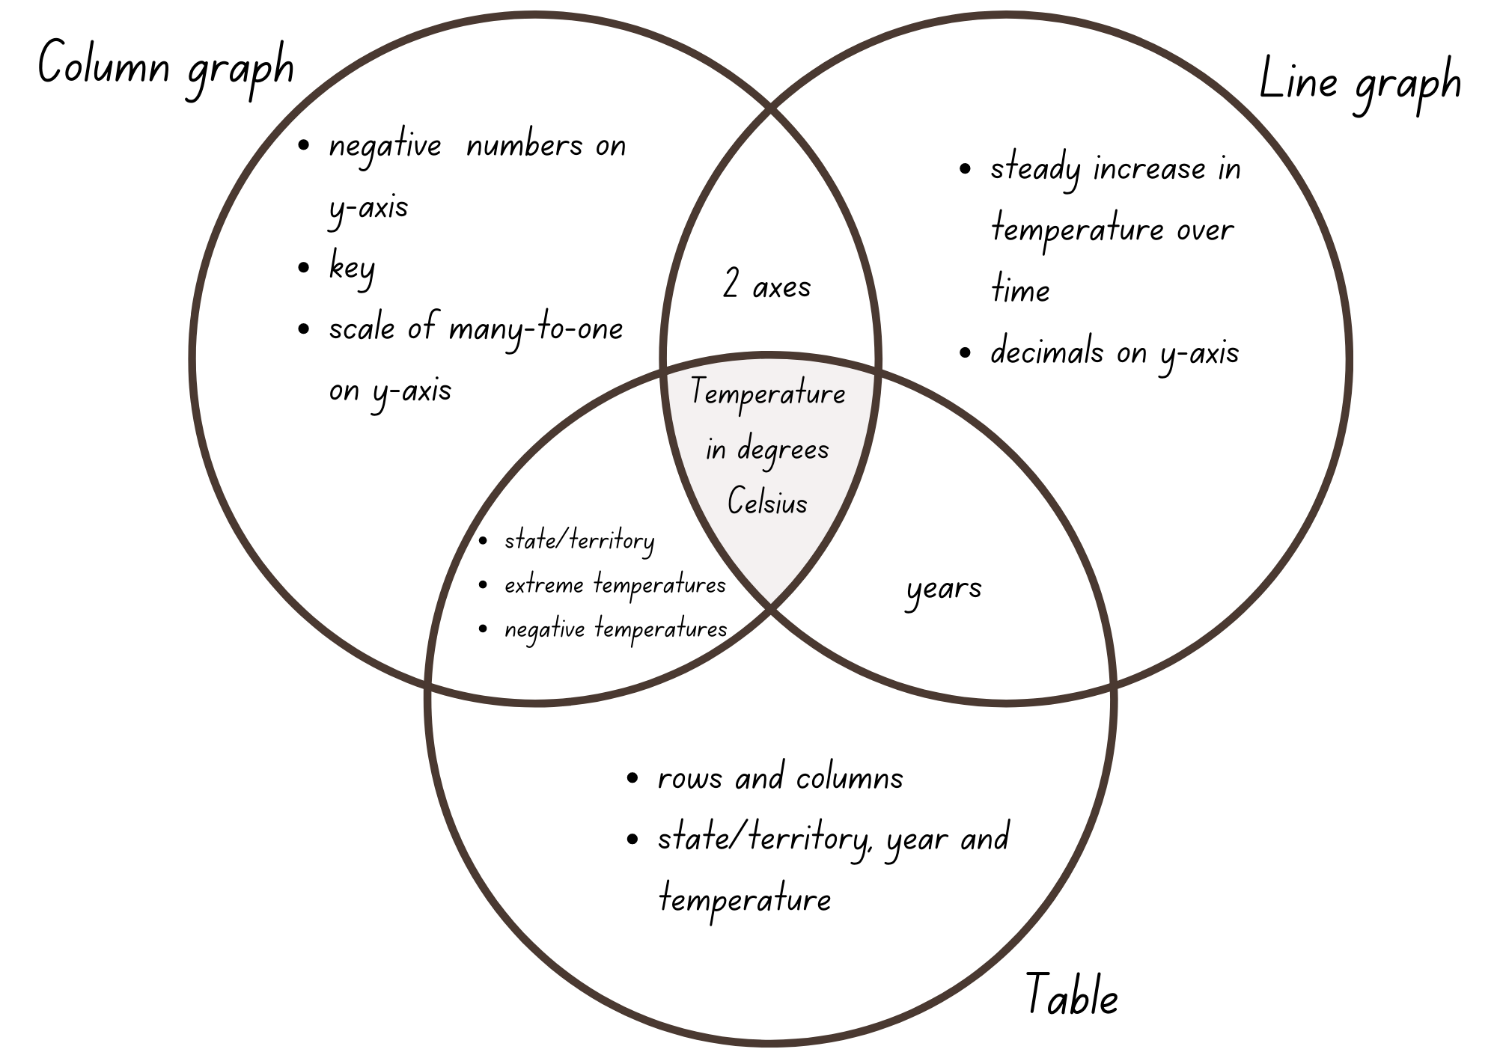 Column graph
Line graph
• negative numbers on
y-axis
• key
• scale of many-to-one
on y-axis
2 axes
• steady increase in
temperature over
time
• decimals on y-axis
Temperature
in degrees
Celsius
• state/territory
• extreme temperatures
• negative temperatures
years
• rows and columns
• state/territory, year and
temperature
Table